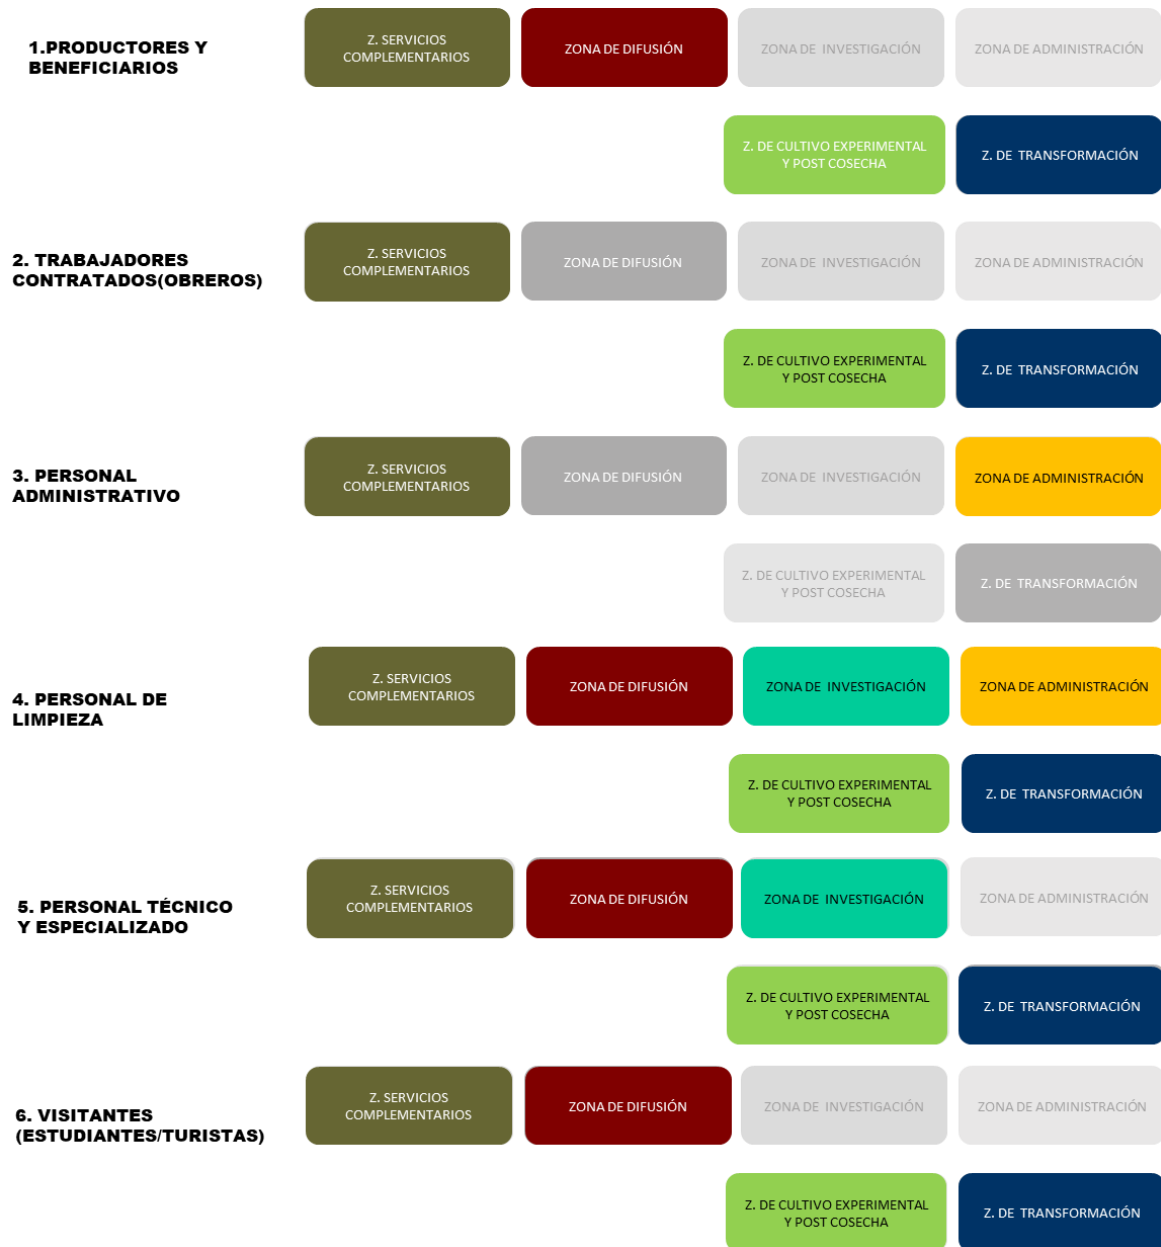 1.PRODUCTORES Y
BENEFICIARIOS
Z. SERVICIOS
COMPLEMENTARIOS
ZONA DE DIFUSIÓN
ZONA DE INVESTIGACIÓN
ZONA DE ADMINISTRACIÓN
Z. DE CULTIVO EXPERIMENTAL
Y POST COSECHA
Z. DE TRANSFORMACIÓN
2. TRABAJADORES
CONTRATADOS(OBREROS)
Z. SERVICIOS
COMPLEMENTARIOS
ZONA DE DIFUSIÓN
ZONA DE INVESTIGACIÓN
ZONA DE ADMINISTRACIÓN
Z. DE CULTIVO EXPERIMENTAL
Y POST COSECHA
Z. DE TRANSFORMACIÓN
3. PERSONAL
ADMINISTRATIVO
Z. SERVICIOS
COMPLEMENTARIOS
ZONA DE DIFUSIÓN
ZONA DE INVESTIGACIÓN
ZONA DE ADMINISTRACIÓN
Z. DE CULTIVO EXPERIMENTAL
Y POST COSECHA
Z. DE TRANSFORMACIÓN
4. PERSONAL DE
LIMPIEZA
Z. SERVICIOS
COMPLEMENTARIOS
ZONA DE DIFUSIÓN
ZONA DE INVESTIGACIÓN
ZONA DE ADMINISTRACIÓN
Z. DE CULTIVO EXPERIMENTAL
Y POST COSECHA
Z. DE TRANSFORMACIÓN
5. PERSONAL TÉCNICO
Y ESPECIALIZADO
Z. SERVICIOS
COMPLEMENTARIOS
ZONA DE DIFUSIÓN
ZONA DE INVESTIGACIÓN
ZONA DE ADMINISTRACIÓN
Z. DE CULTIVO EXPERIMENTAL
Y POST COSECHA
Z. DE TRANSFORMACIÓN
6. VISITANTES
(ESTUDIANTES/TURISTAS)
Z. SERVICIOS
COMPLEMENTARIOS
ZONA DE DIFUSIÓN
ZONA DE INVESTIGACIÓN
ZONA DE ADMINISTRACIÓN
Z. DE CULTIVO EXPERIMENTAL
Y POST COSECHA
Z. DE TRANSFORMACIÓN